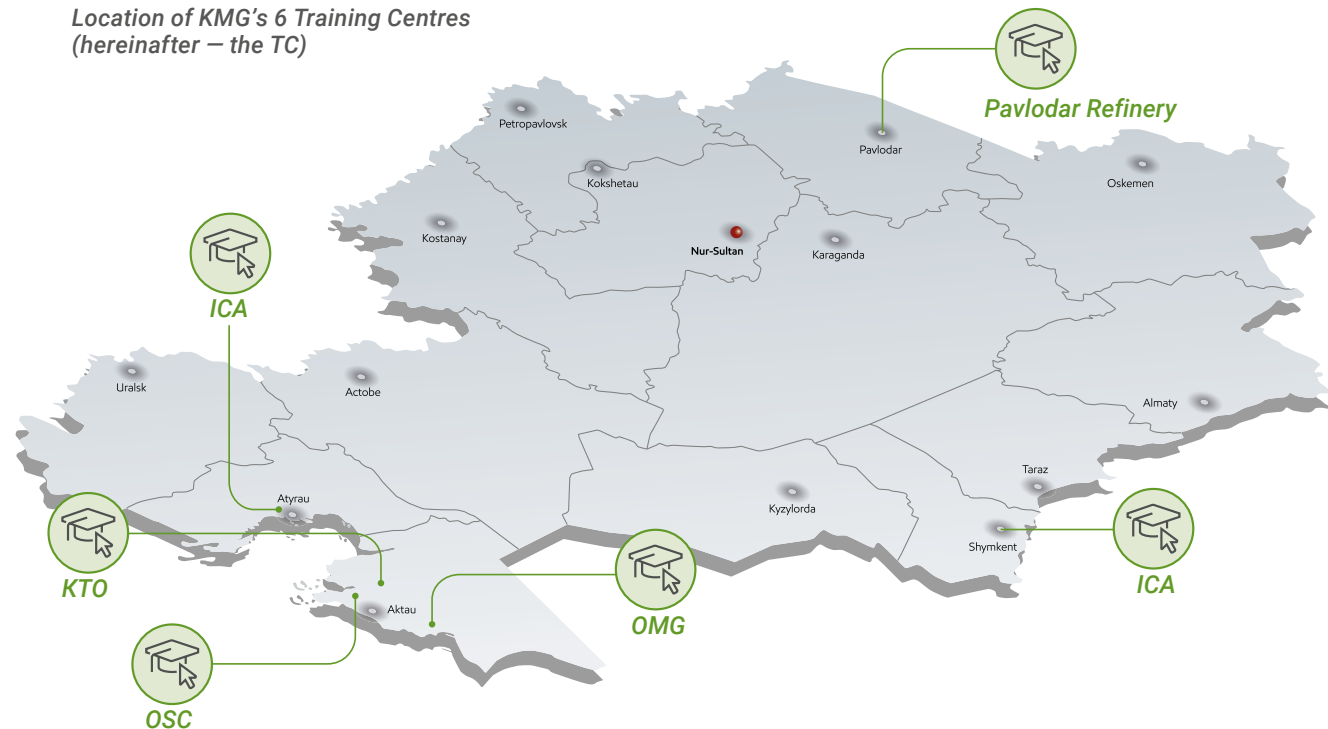 Location of KMG's 6 Training Centres
(hereinafter — the TC)
Pavlodar Refinery
Petropavlovsk
Pavlodar
Kokshetau
Oskemen
Kostanay
Nur-Sultan
Karaganda
ICA
Uralsk
Actobe
Almaty
Taraz
Atyrau
Kyzylorda
Shymkent
ICA
KTO
Aktau
OMG
OSC